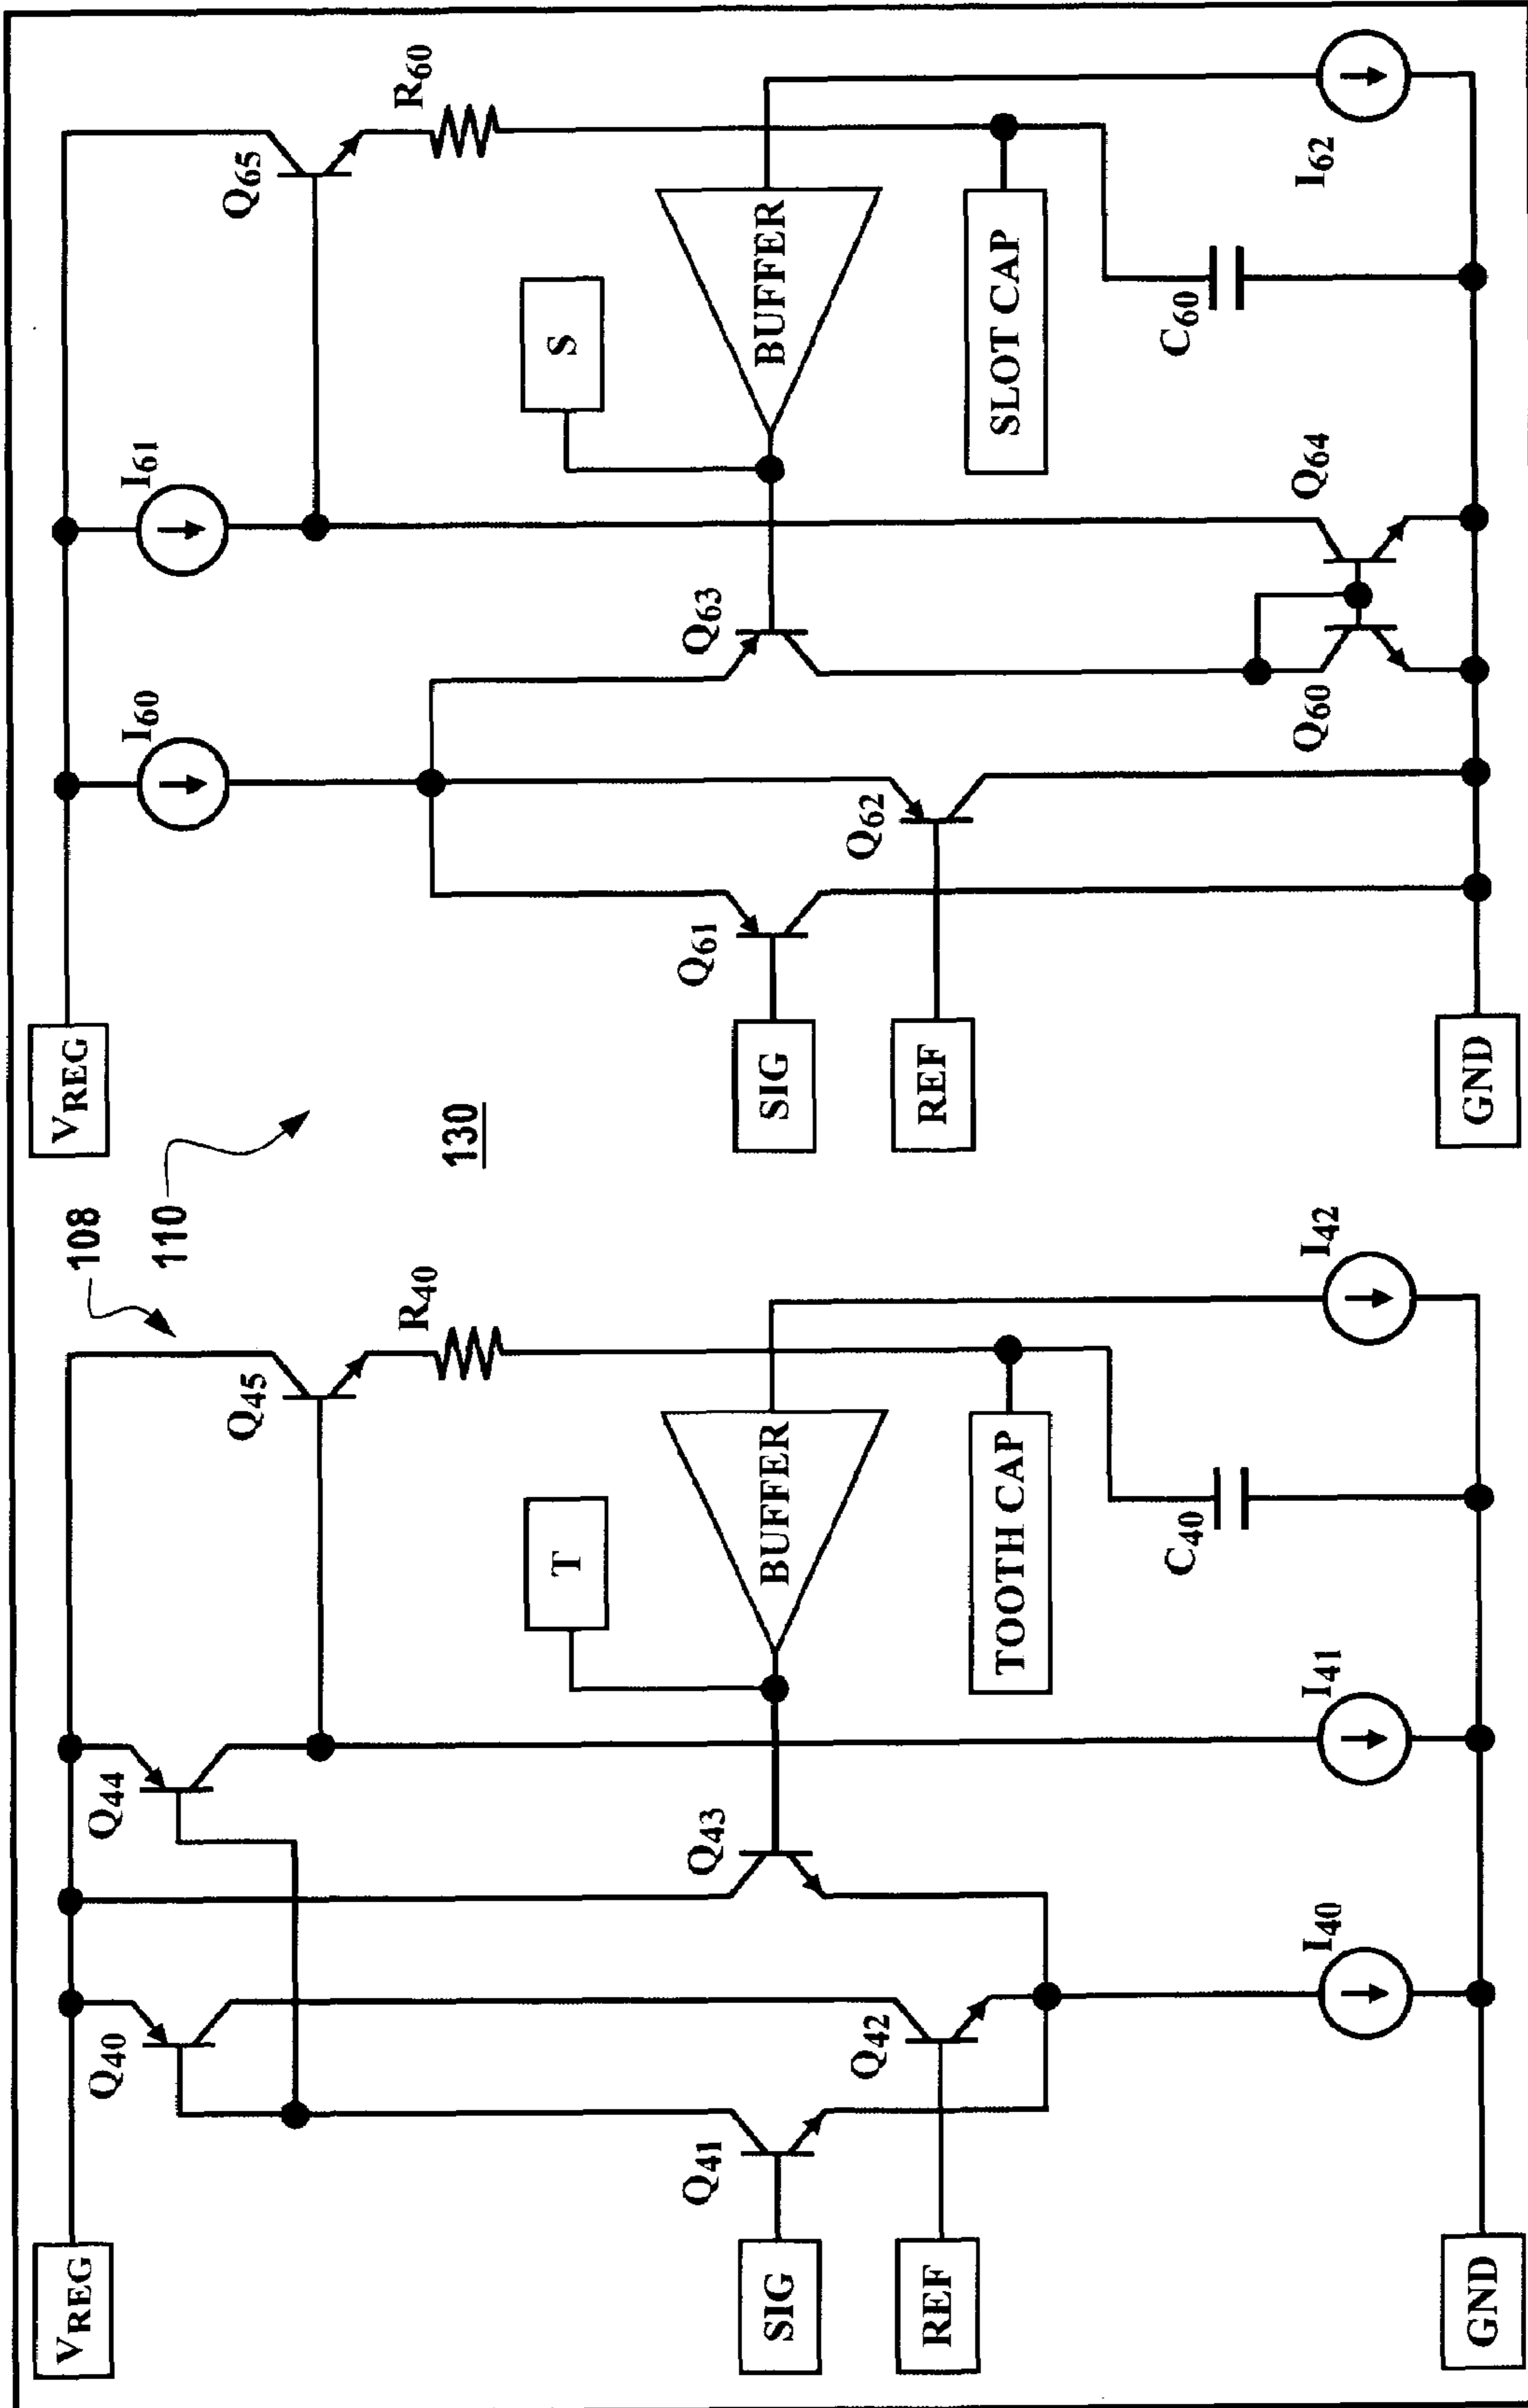 108
110
130
VREG
Q40
Q44
Q45
R40
Q41
Q43
Q42
SIG
REF
T
BUFFER
TOOTH CAP
C40
I40
I41
I42
GND
VREG
I60
I61
Q65
R60
Q61
Q63
Q62
SIG
REF
S
BUFFER
SLOT CAP
C60
Q60
Q64
I62
GND